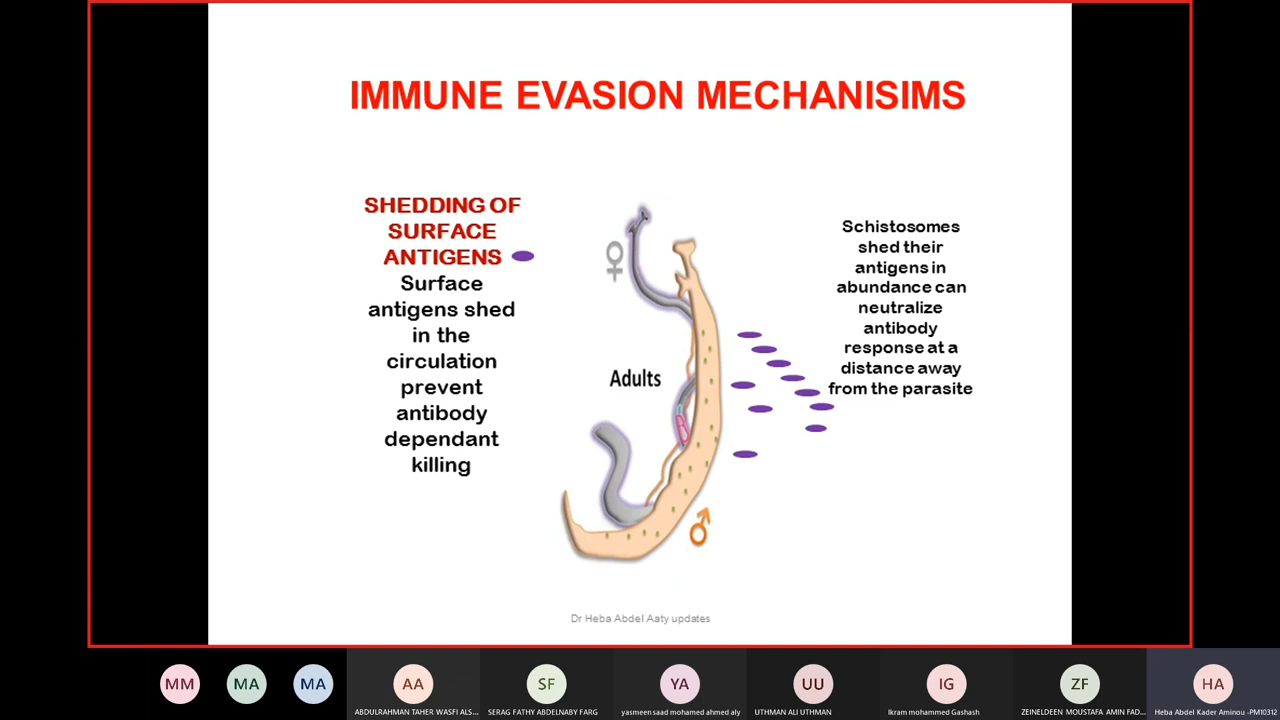 IMMUNE EVASION MECHANISIMS
SHEDDING OF
SURFACE
ANTIGENS
Surface
antigens shed
in the
circulation
prevent
antibody
dependant
killing
Adults
Schistosomes
shed their
antigens in
abundance can
neutralize
antibody
response at a
distance away
from the parasite
Dr Heba Abdel Aaty updates
MM
MA
MA
AA
SF
YA
UU
IG
ZF
HA
ABDULRAHMAN TAHER WASFI ALS...
SERAG FATHY ABDELNABY FARG
yasmeen saad mohamed ahmed aly
UTHMAN ALI UTHMAN
Ikram mohammed Gashash
ZEINELDEEN MOUSTAFA AMIN FAD...
Heba Abdel Kader Aminou -PM10312